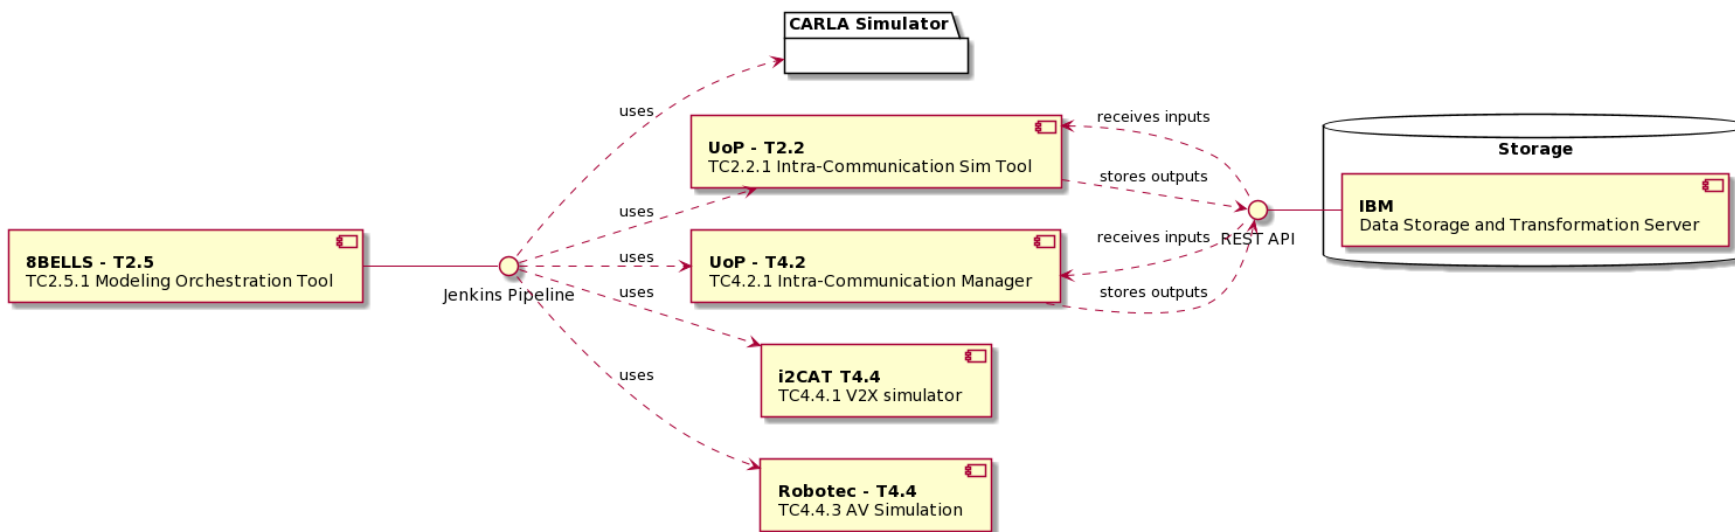 CARLA Simulator
uses
receives inputs
UoP - T2.2
TC2.2.1 Intra-Communication Sim Tool
Storage
stores outputs
uses
IBM
Data Storage and Transformation Server
REST API
8BELLS - T2.5
TC2.5.1 Modeling Orchestration Tool
Jenkins Pipeline
uses
receives inputs
UoP - T4.2
TC4.2.1 Intra-Communication Manager
uses
stores outputs
i2CAT T4.4
TC4.4.1 V2X simulator
uses
Robotec - T4.4
TC4.4.3 AV Simulation